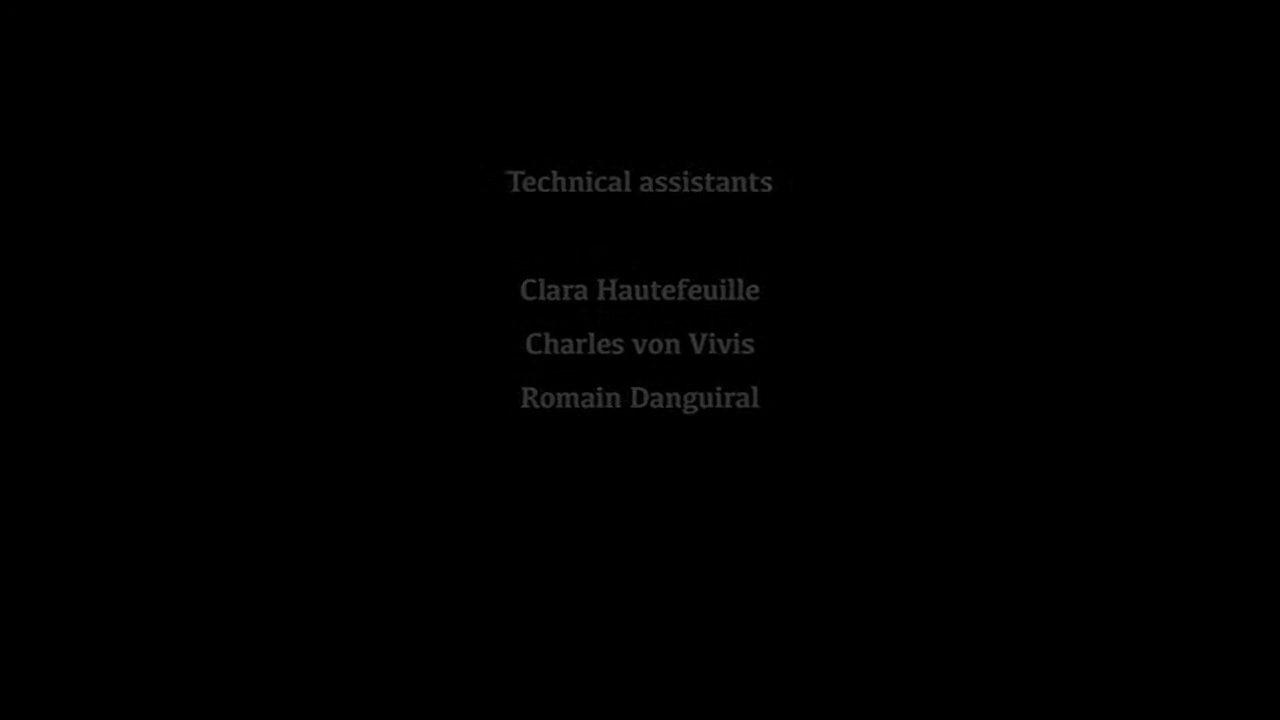 Technical assistants
Clara Hautefeuille
Charles von Vivis
Romain Danguiral